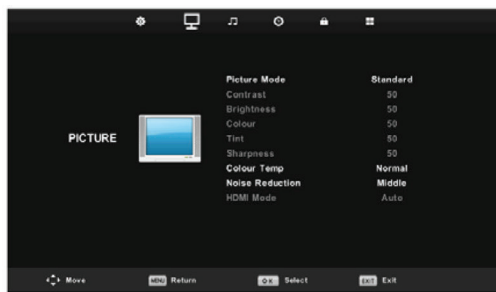 Picture Mode Standard
Contrast 50
Brightness 50
Colour 50
PICTURE
Tint 50
Sharpness 50
Colour Temp Normal
Noise Reduction Middle
HDMI Mode Auto
Move MENU Return OK Select EXIT Exit